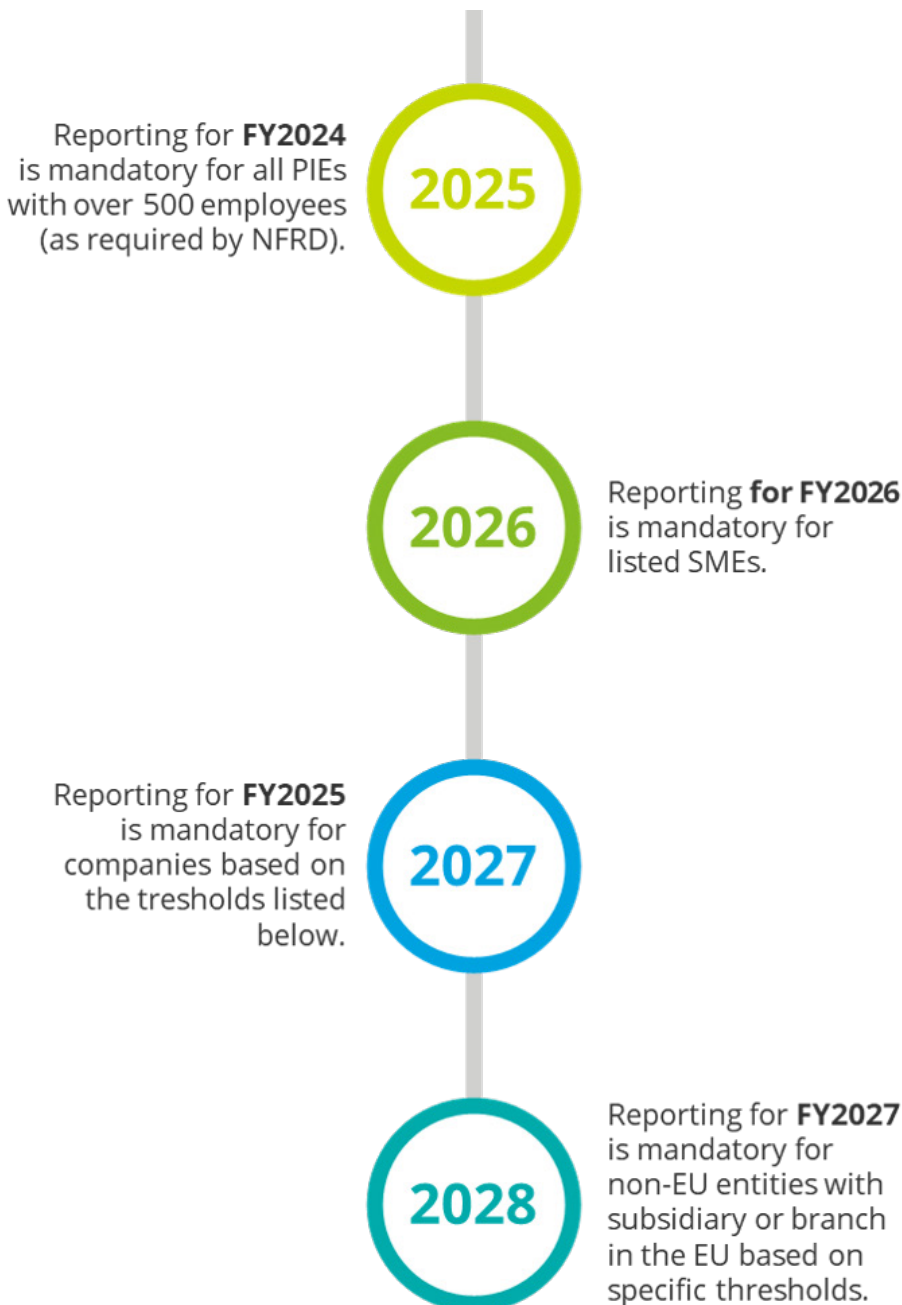 Reporting for FY2024
is mandatory for all PIEs
with over 500 employees
(as required by NFRD).
2025
2026
Reporting for FY2026
is mandatory for
listed SMEs.
Reporting for FY2025
is mandatory for
companies based on
the tresholds listed
below.
2027
2028
Reporting for FY2027
is mandatory for
non-EU entities with
subsidiary or branch
in the EU based on
specific thresholds.